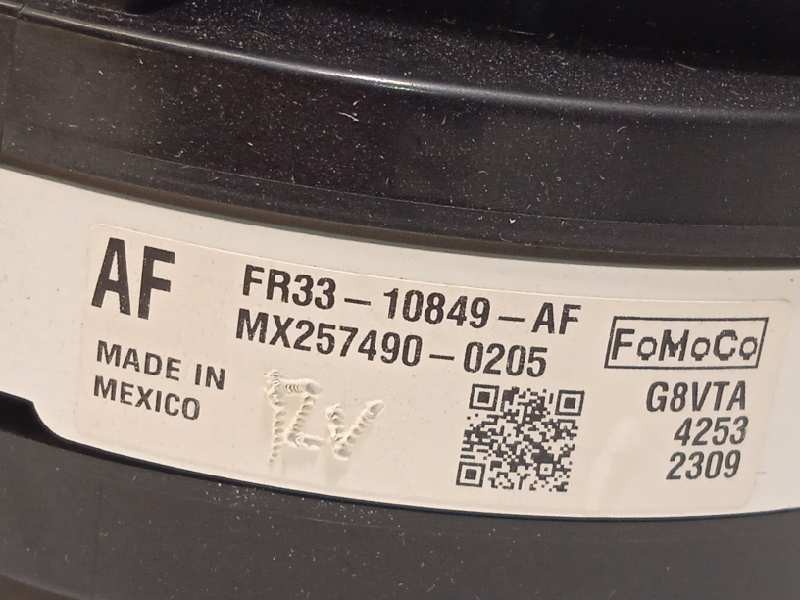 AF
FR33-10849-AF
MX257490-0205
MADE IN
MEXICO
FoMoCo
G8VTA
4253
2309